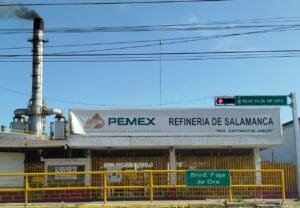 BLVD. FAJA DE ORO
PEMEX REFINERIA DE SALAMANCA
"ING. ANTONIO M. AMOR"
Blvd. Faja
de Oro